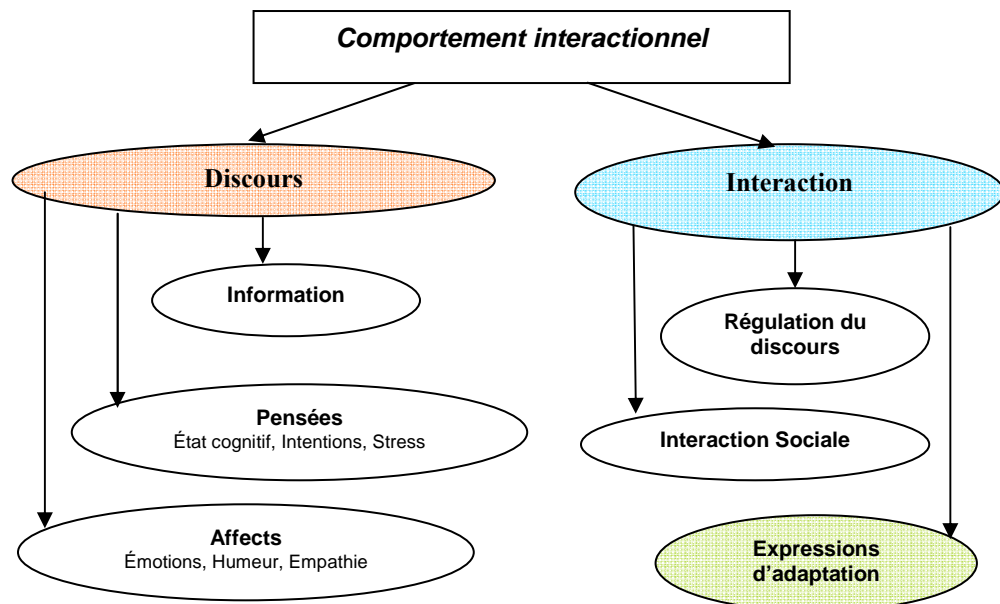 Comportement interactionnel
Discours
Interaction
Information
Régulation du
discours
Pensées
État cognitif, Intentions, Stress
Interaction Sociale
Affects
Émotions, Humeur, Empathie
Expressions
d'adaptation